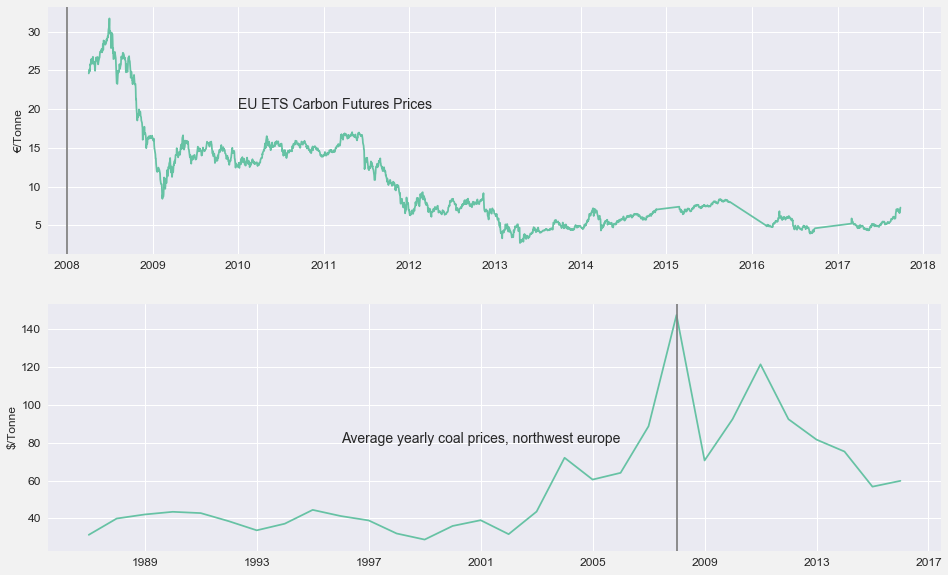 30
25
20
15
10
5
€/Tonne
EU ETS Carbon Futures Prices
2008 2009 2010 2011 2012 2013 2014 2015 2016 2017 2018
140
120
100
80
60
40
$/Tonne
Average yearly coal prices, northwest europe
1989 1993 1997 2001 2005 2009 2013 2017